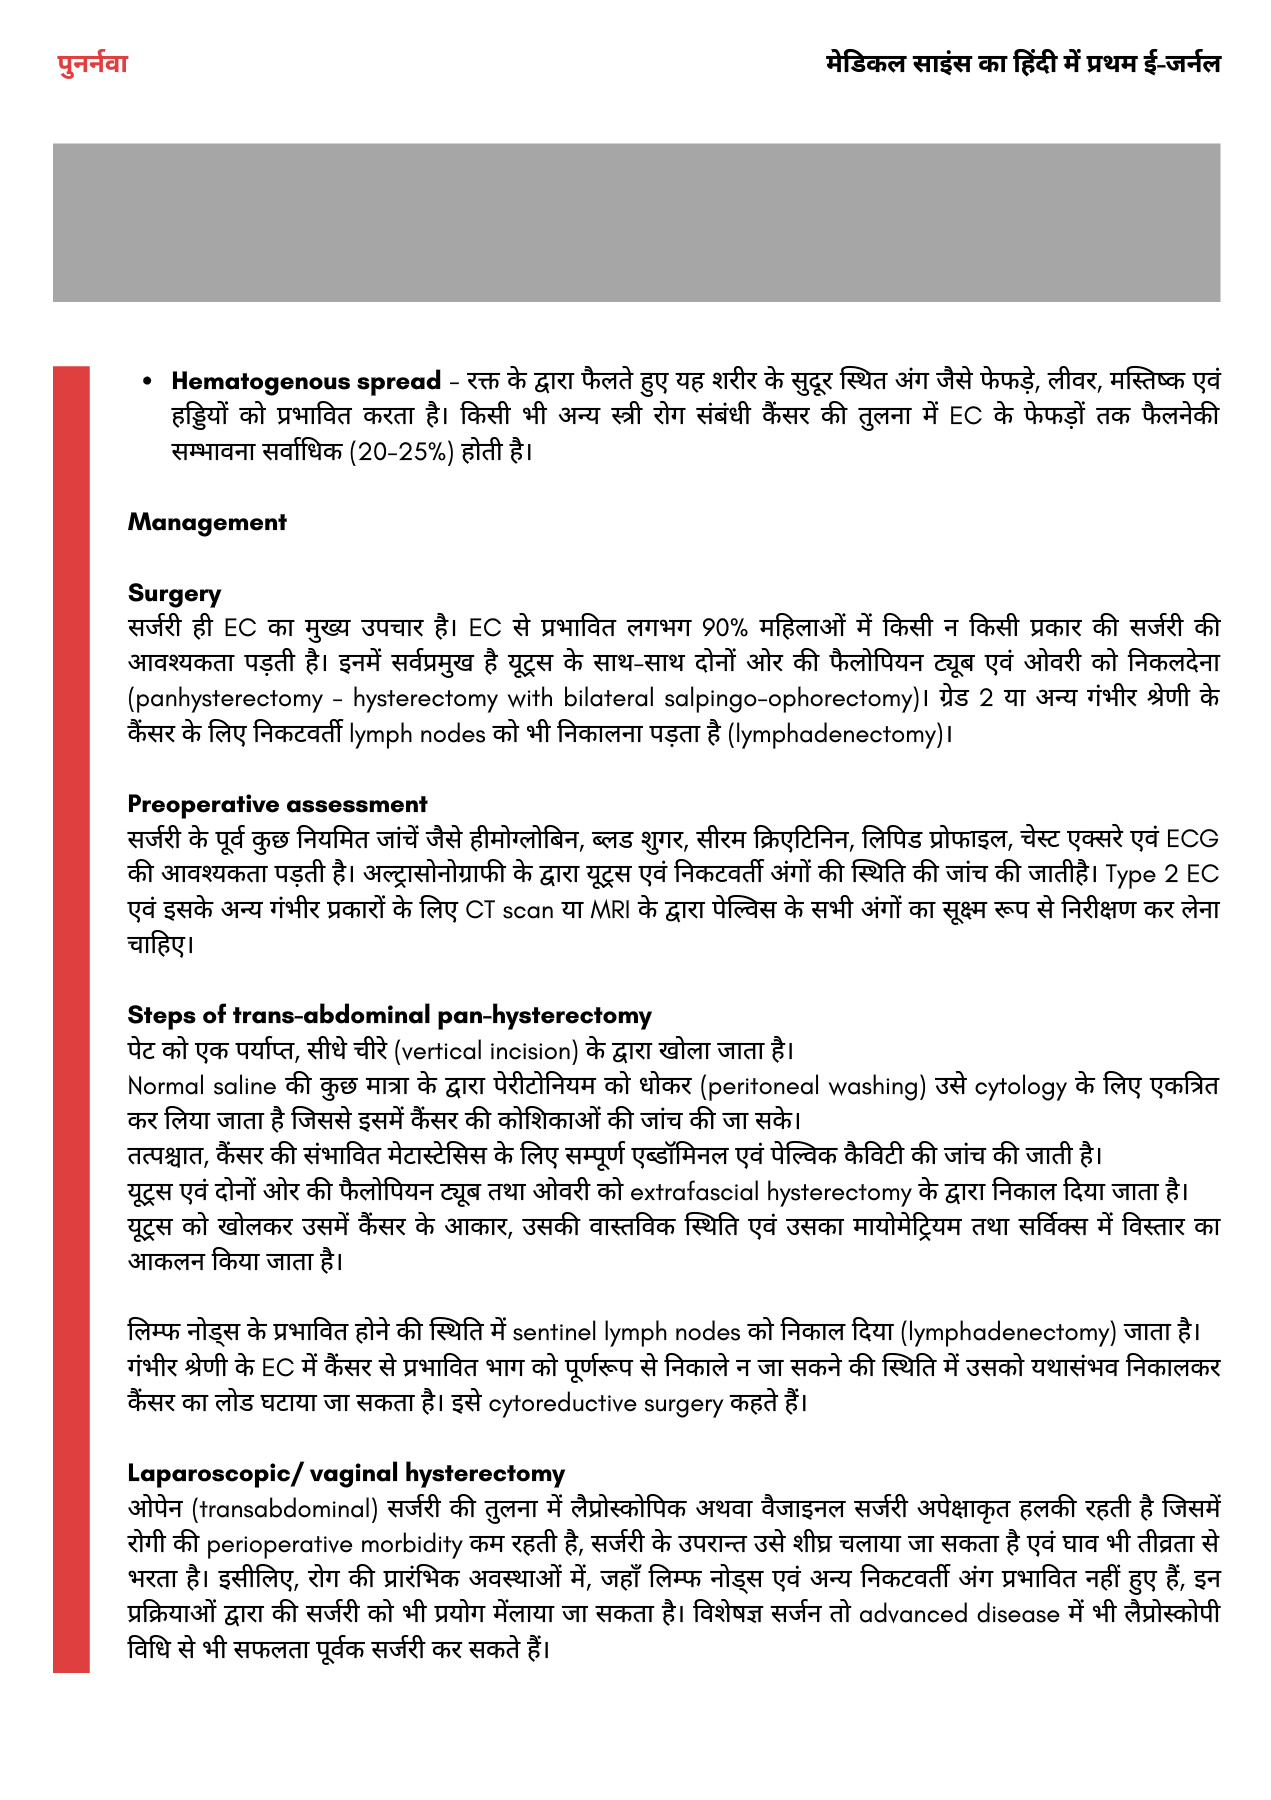 पुनर्नवा
मेडिकल साइंस का हिंदी में प्रथम ई-जर्नल
• Hematogenous spread - रक्त के द्वारा फैलते हुए यह शरीर के सुदूर स्थित अंग जैसे फेफड़े, लीवर, मस्तिष्क एवं
हड्डियों को प्रभावित करता है। किसी भी अन्य स्त्री रोग संबंधी कैंसर की तुलना में EC के फेफड़ों तक फैलनेकी
सम्भावना सर्वाधिक (20-25%) होती है।
Management
Surgery
सर्जरी ही EC का मुख्य उपचार है। EC से प्रभावित लगभग 90% महिलाओं में किसी न किसी प्रकार की सर्जरी की
आवश्यकता पड़ती है। इनमें सर्वप्रमुख है यूट्रस के साथ-साथ दोनों ओर की फैलोपियन ट्यूब एवं ओवरी को निकलदेना
(panhysterectomy - hysterectomy with bilateral salpingo-ophorectomy)। ग्रेड 2 या अन्य गंभीर श्रेणी के
कैंसर के लिए निकटवर्ती lymph nodes को भी निकालना पड़ता है (lymphadenectomy)।
Preoperative assessment
सर्जरी के पूर्व कुछ नियमित जांचें जैसे हीमोग्लोबिन, ब्लड शुगर, सीरम क्रिएटिनिन, लिपिड प्रोफाइल, चेस्ट एक्सरे एवं ECG
की आवश्यकता पड़ती है। अल्ट्रासोनोग्राफी के द्वारा यूट्रस एवं निकटवर्ती अंगों की स्थिति की जांच की जातीहै। Type 2 EC
एवं इसके अन्य गंभीर प्रकारों के लिए CT scan या MRI के द्वारा पेल्विस के सभी अंगों का सूक्ष्म रूप से निरीक्षण कर लेना
चाहिए।
Steps of trans-abdominal pan-hysterectomy
पेट को एक पर्याप्त, सीधे चीरे (vertical incision) के द्वारा खोला जाता है।
Normal saline की कुछ मात्रा के द्वारा पेरीटोनियम को धोकर (peritoneal washing) उसे cytology के लिए एकत्रित
कर लिया जाता है जिससे इसमें कैंसर की कोशिकाओं की जांच की जा सके।
तत्पश्चात, कैंसर की संभावित मेटास्टेसिस के लिए सम्पूर्ण एब्डॉमिनल एवं पेल्विक कैविटी की जांच की जाती है।
यूट्रस एवं दोनों ओर की फैलोपियन ट्यूब तथा ओवरी को extrafascial hysterectomy के द्वारा निकाल दिया जाता है।
यूट्रस को खोलकर उसमें कैंसर के आकार, उसकी वास्तविक स्थिति एवं उसका मायोमेट्रियम तथा सर्विक्स में विस्तार का
आकलन किया जाता है।
लिम्फ नोड्स के प्रभावित होने की स्थिति में sentinel lymph nodes को निकाल दिया (lymphadenectomy) जाता है।
गंभीर श्रेणी के EC में कैंसर से प्रभावित भाग को पूर्णरूप से निकाले न जा सकने की स्थिति में उसको यथासंभव निकालकर
कैंसर का लोड घटाया जा सकता है। इसे cytoreductive surgery कहते हैं।
Laparoscopic/ vaginal hysterectomy
ओपेन (transabdominal) सर्जरी की तुलना में लैप्रोस्कोपिक अथवा वैजाइनल सर्जरी अपेक्षाकृत हलकी रहती है जिसमें
रोगी की perioperative morbidity कम रहती है, सर्जरी के उपरान्त उसे शीघ्र चलाया जा सकता है एवं घाव भी तीव्रता से
भरता है। इसीलिए, रोग की प्रारंभिक अवस्थाओं में, जहाँ लिम्फ नोड्स एवं अन्य निकटवर्ती अंग प्रभावित नहीं हुए हैं, इन
प्रक्रियाओं द्वारा की सर्जरी को भी प्रयोग मेंलाया जा सकता है। विशेषज्ञ सर्जन तो advanced disease में भी लैप्रोस्कोपी
विधि से भी सफलता पूर्वक सर्जरी कर सकते हैं।